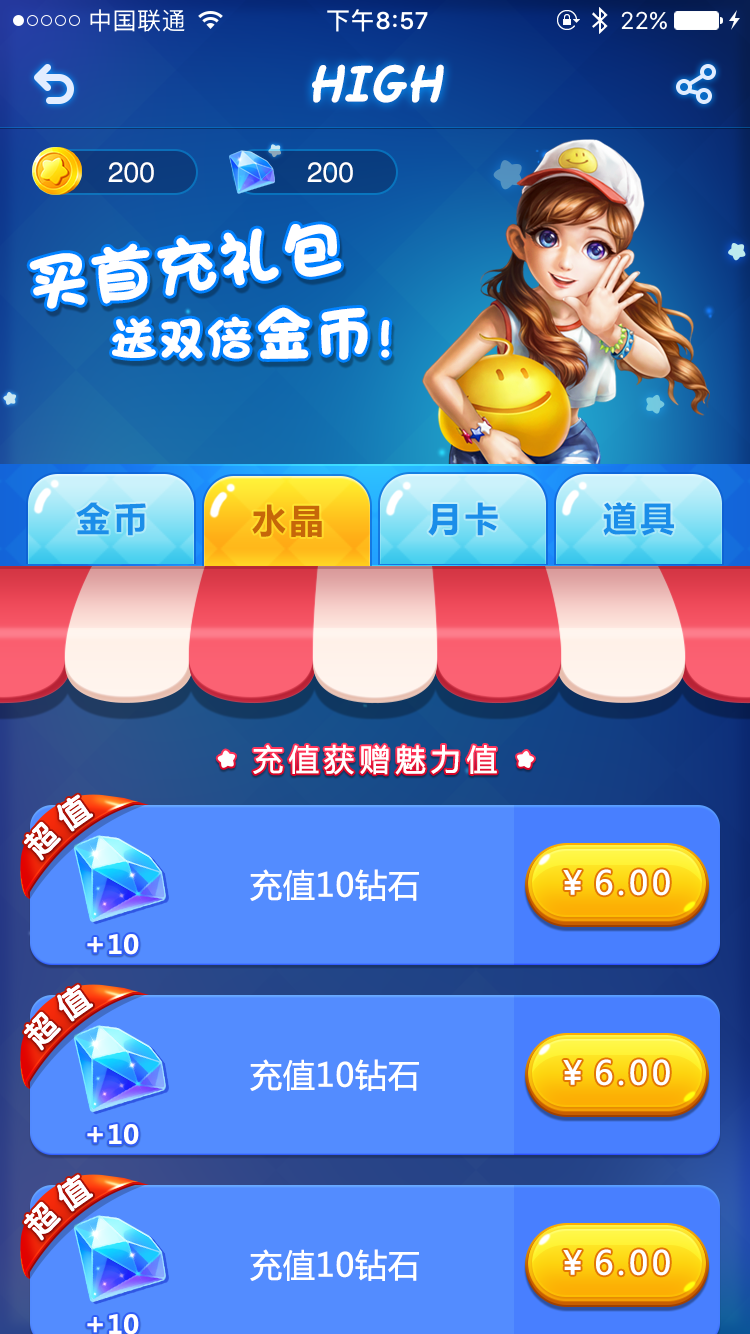 中国联通 下午8:57 22%
HIGH
200 200
买首充礼包
送双倍金币!
金币 水晶 月卡 道具
充值获赠魅力值
超值
充值10钻石 ¥ 6.00
+10
超值
充值10钻石 ¥ 6.00
+10
超值
充值10钻石 ¥ 6.00
+10